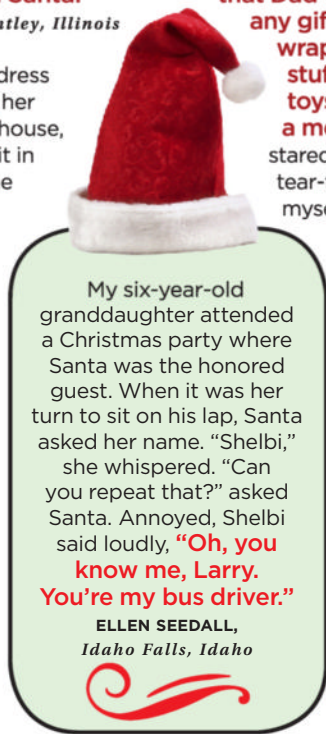 ntley, Illinois
dress
her
house,
it in
e
any gif
wrap
stuf
toys
a m
stared
tear-
myse
My six-year-old
granddaughter attended
a Christmas party where
Santa was the honored
guest. When it was her
turn to sit on his lap, Santa
asked her name. “Shelbi,”
she whispered. “Can
you repeat that?” asked
Santa. Annoyed, Shelbi
said loudly, “Oh, you
know me, Larry.
You’re my bus driver.”
ELLEN SEEDALL,
Idaho Falls, Idaho